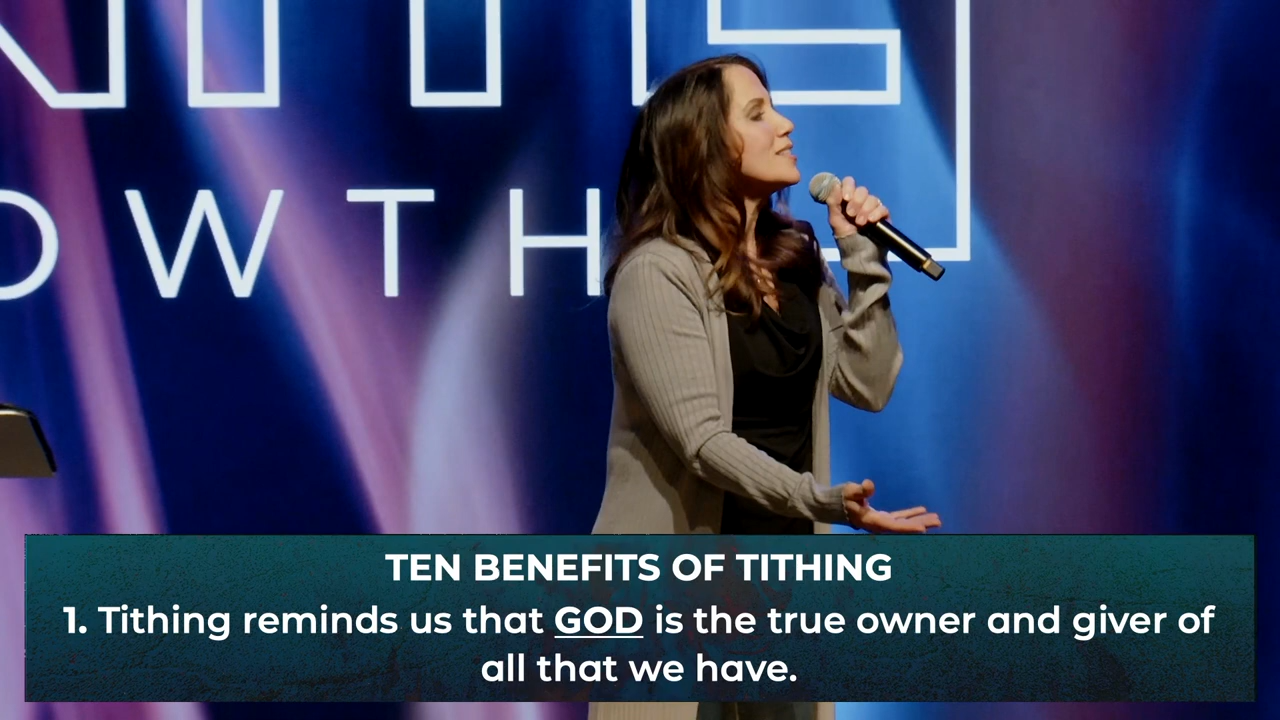 OWTH
TEN BENEFITS OF TITHING
1. Tithing reminds us that GOD is the true owner and giver of
all that we have.